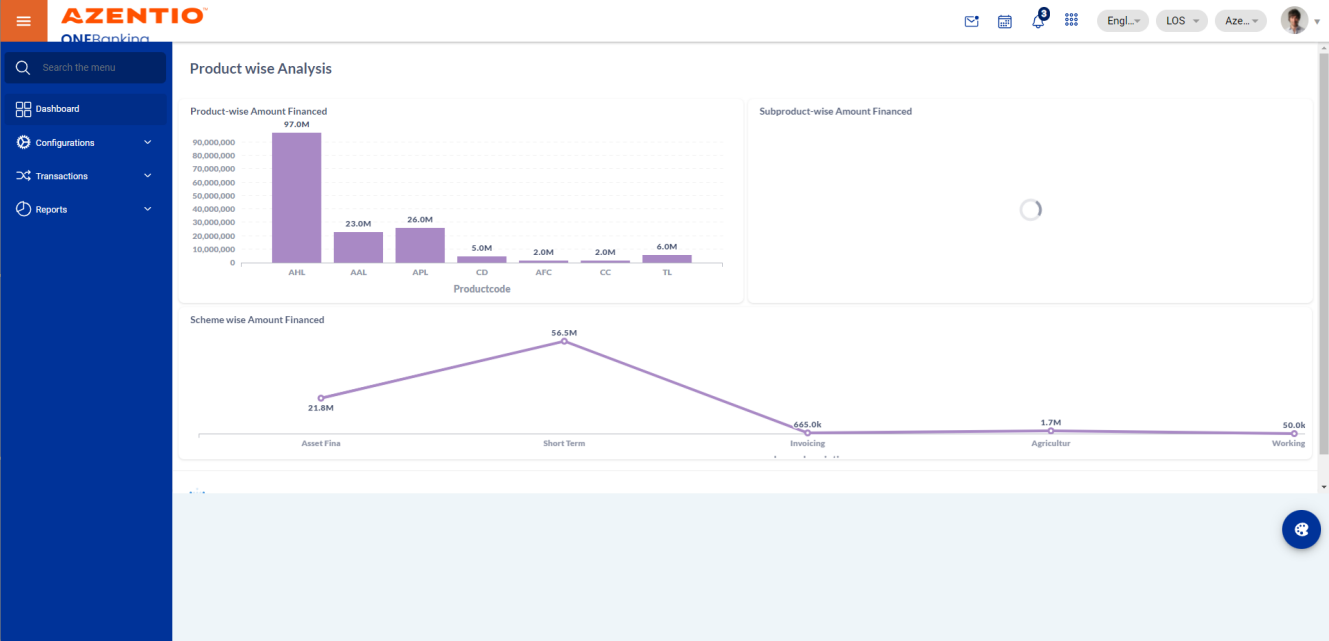 AZENTIO™
ONEBanking
3
Engl...
LOS
Aze...
Search the menu
Dashboard
Configurations
Transactions
Reports
Product wise Analysis
Product-wise Amount Financed
97.0M
90,000,000
80,000,000
70,000,000
60,000,000
50,000,000
40,000,000
30,000,000
20,000,000
10,000,000
0
23.0M
26.0M
5.0M
2.0M
2.0M
6.0M
AHL
AAL
APL
CD
AFC
CC
TL
Productcode
Subproduct-wise Amount Financed
Scheme wise Amount Financed
56.5M
21.8M
665.0k
1.7M
50.0k
Asset Fina
Short Term
Invoicing
Agricultur
Working